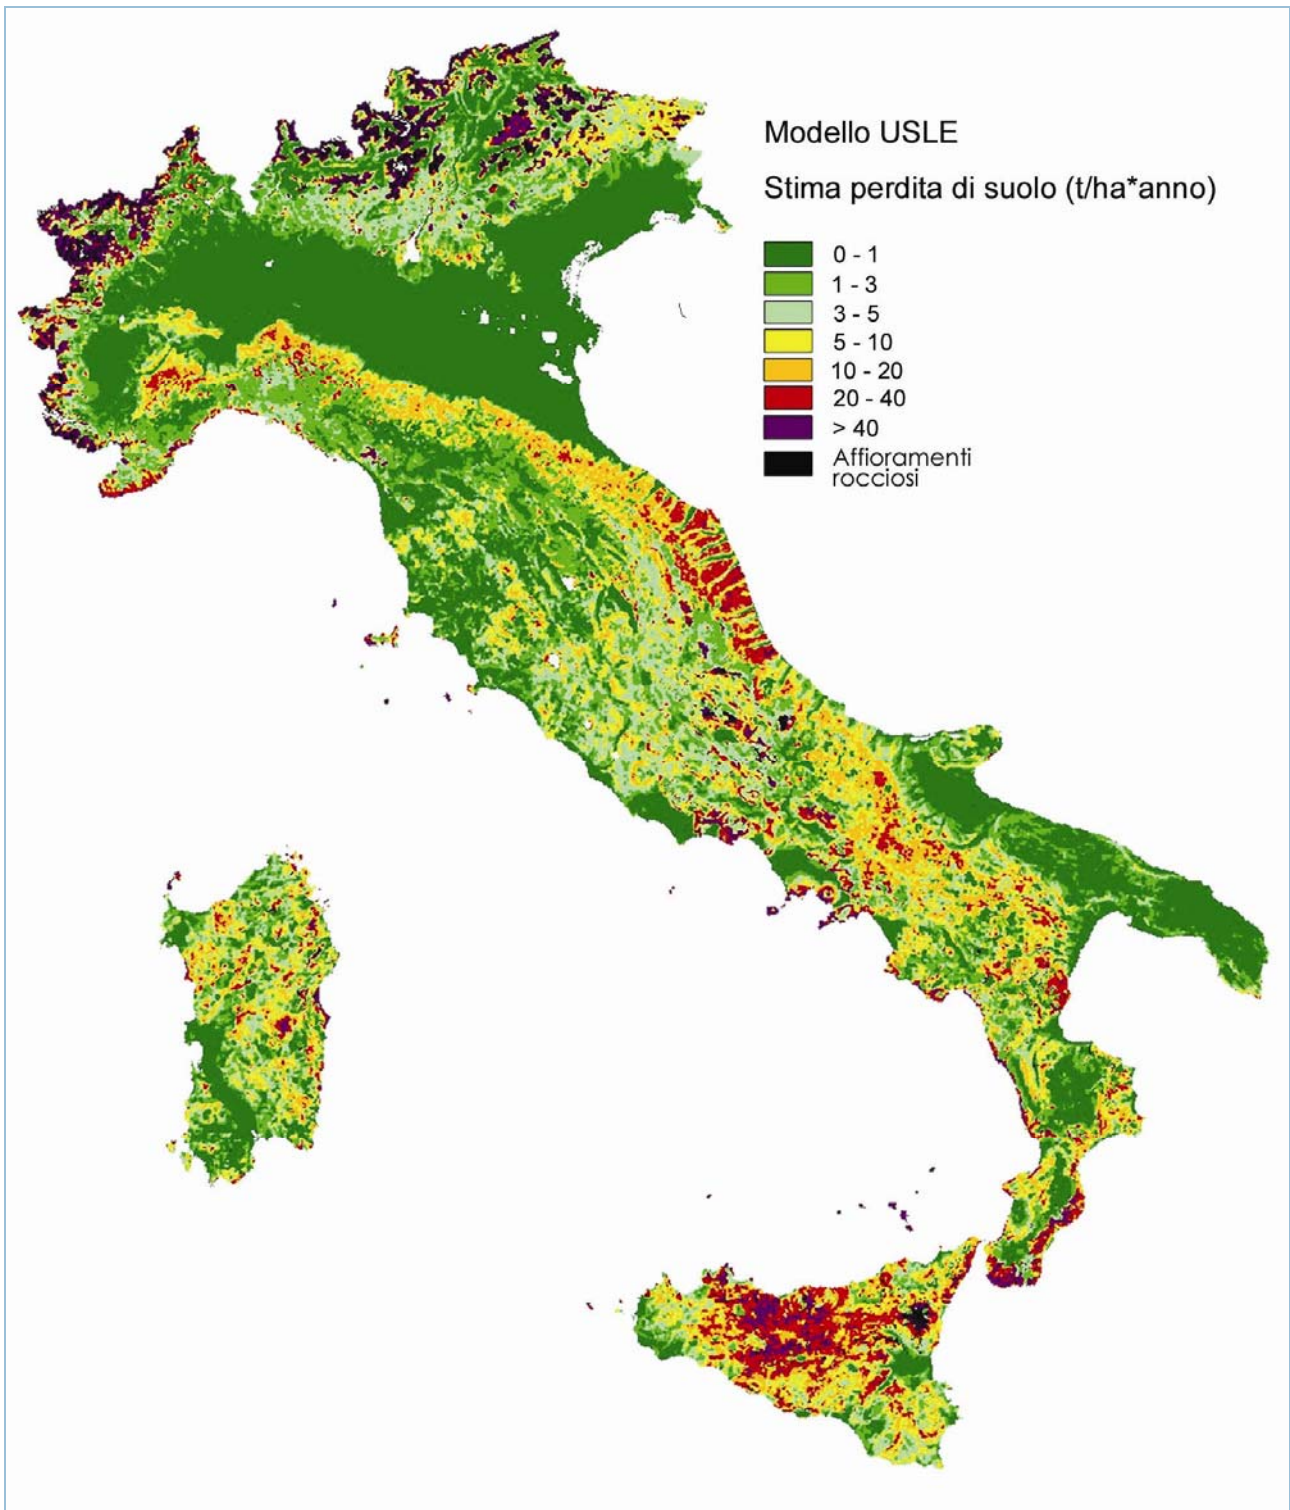 Modello USLE
Stima perdita di suolo (t/ha*anno)
0 - 1
1 - 3
3 - 5
5 - 10
10 - 20
20 - 40
> 40
Affioramenti
rocciosi